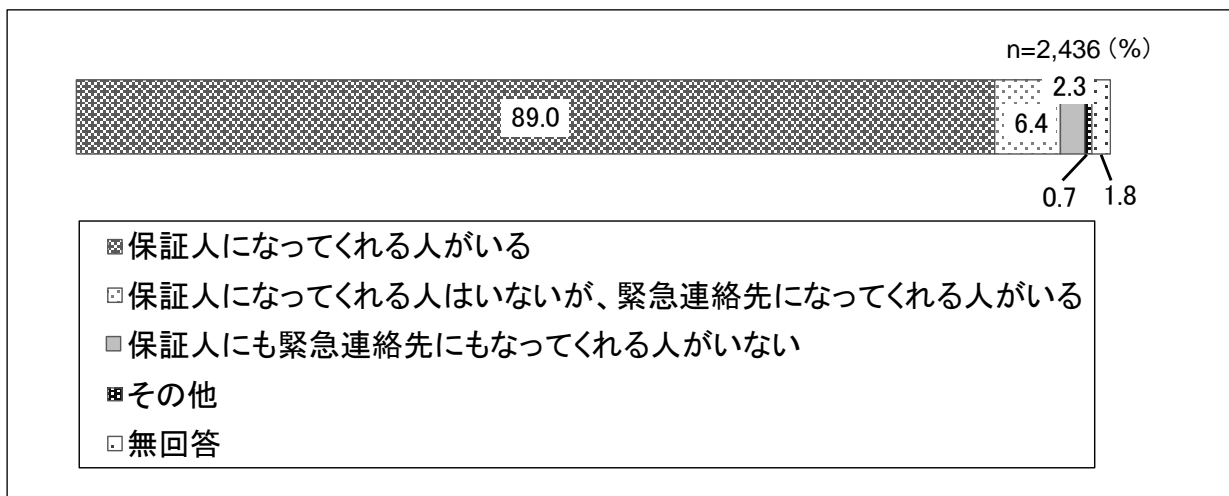 n=2,436 (%)
2.3
89.0
6.4
0.7
1.8
保証人になってくれる人がいる
保証人になってくれる人はいないが、緊急連絡先になってくれる人がいる
保証人にも緊急連絡先にもなってくれる人がいない
その他
無回答